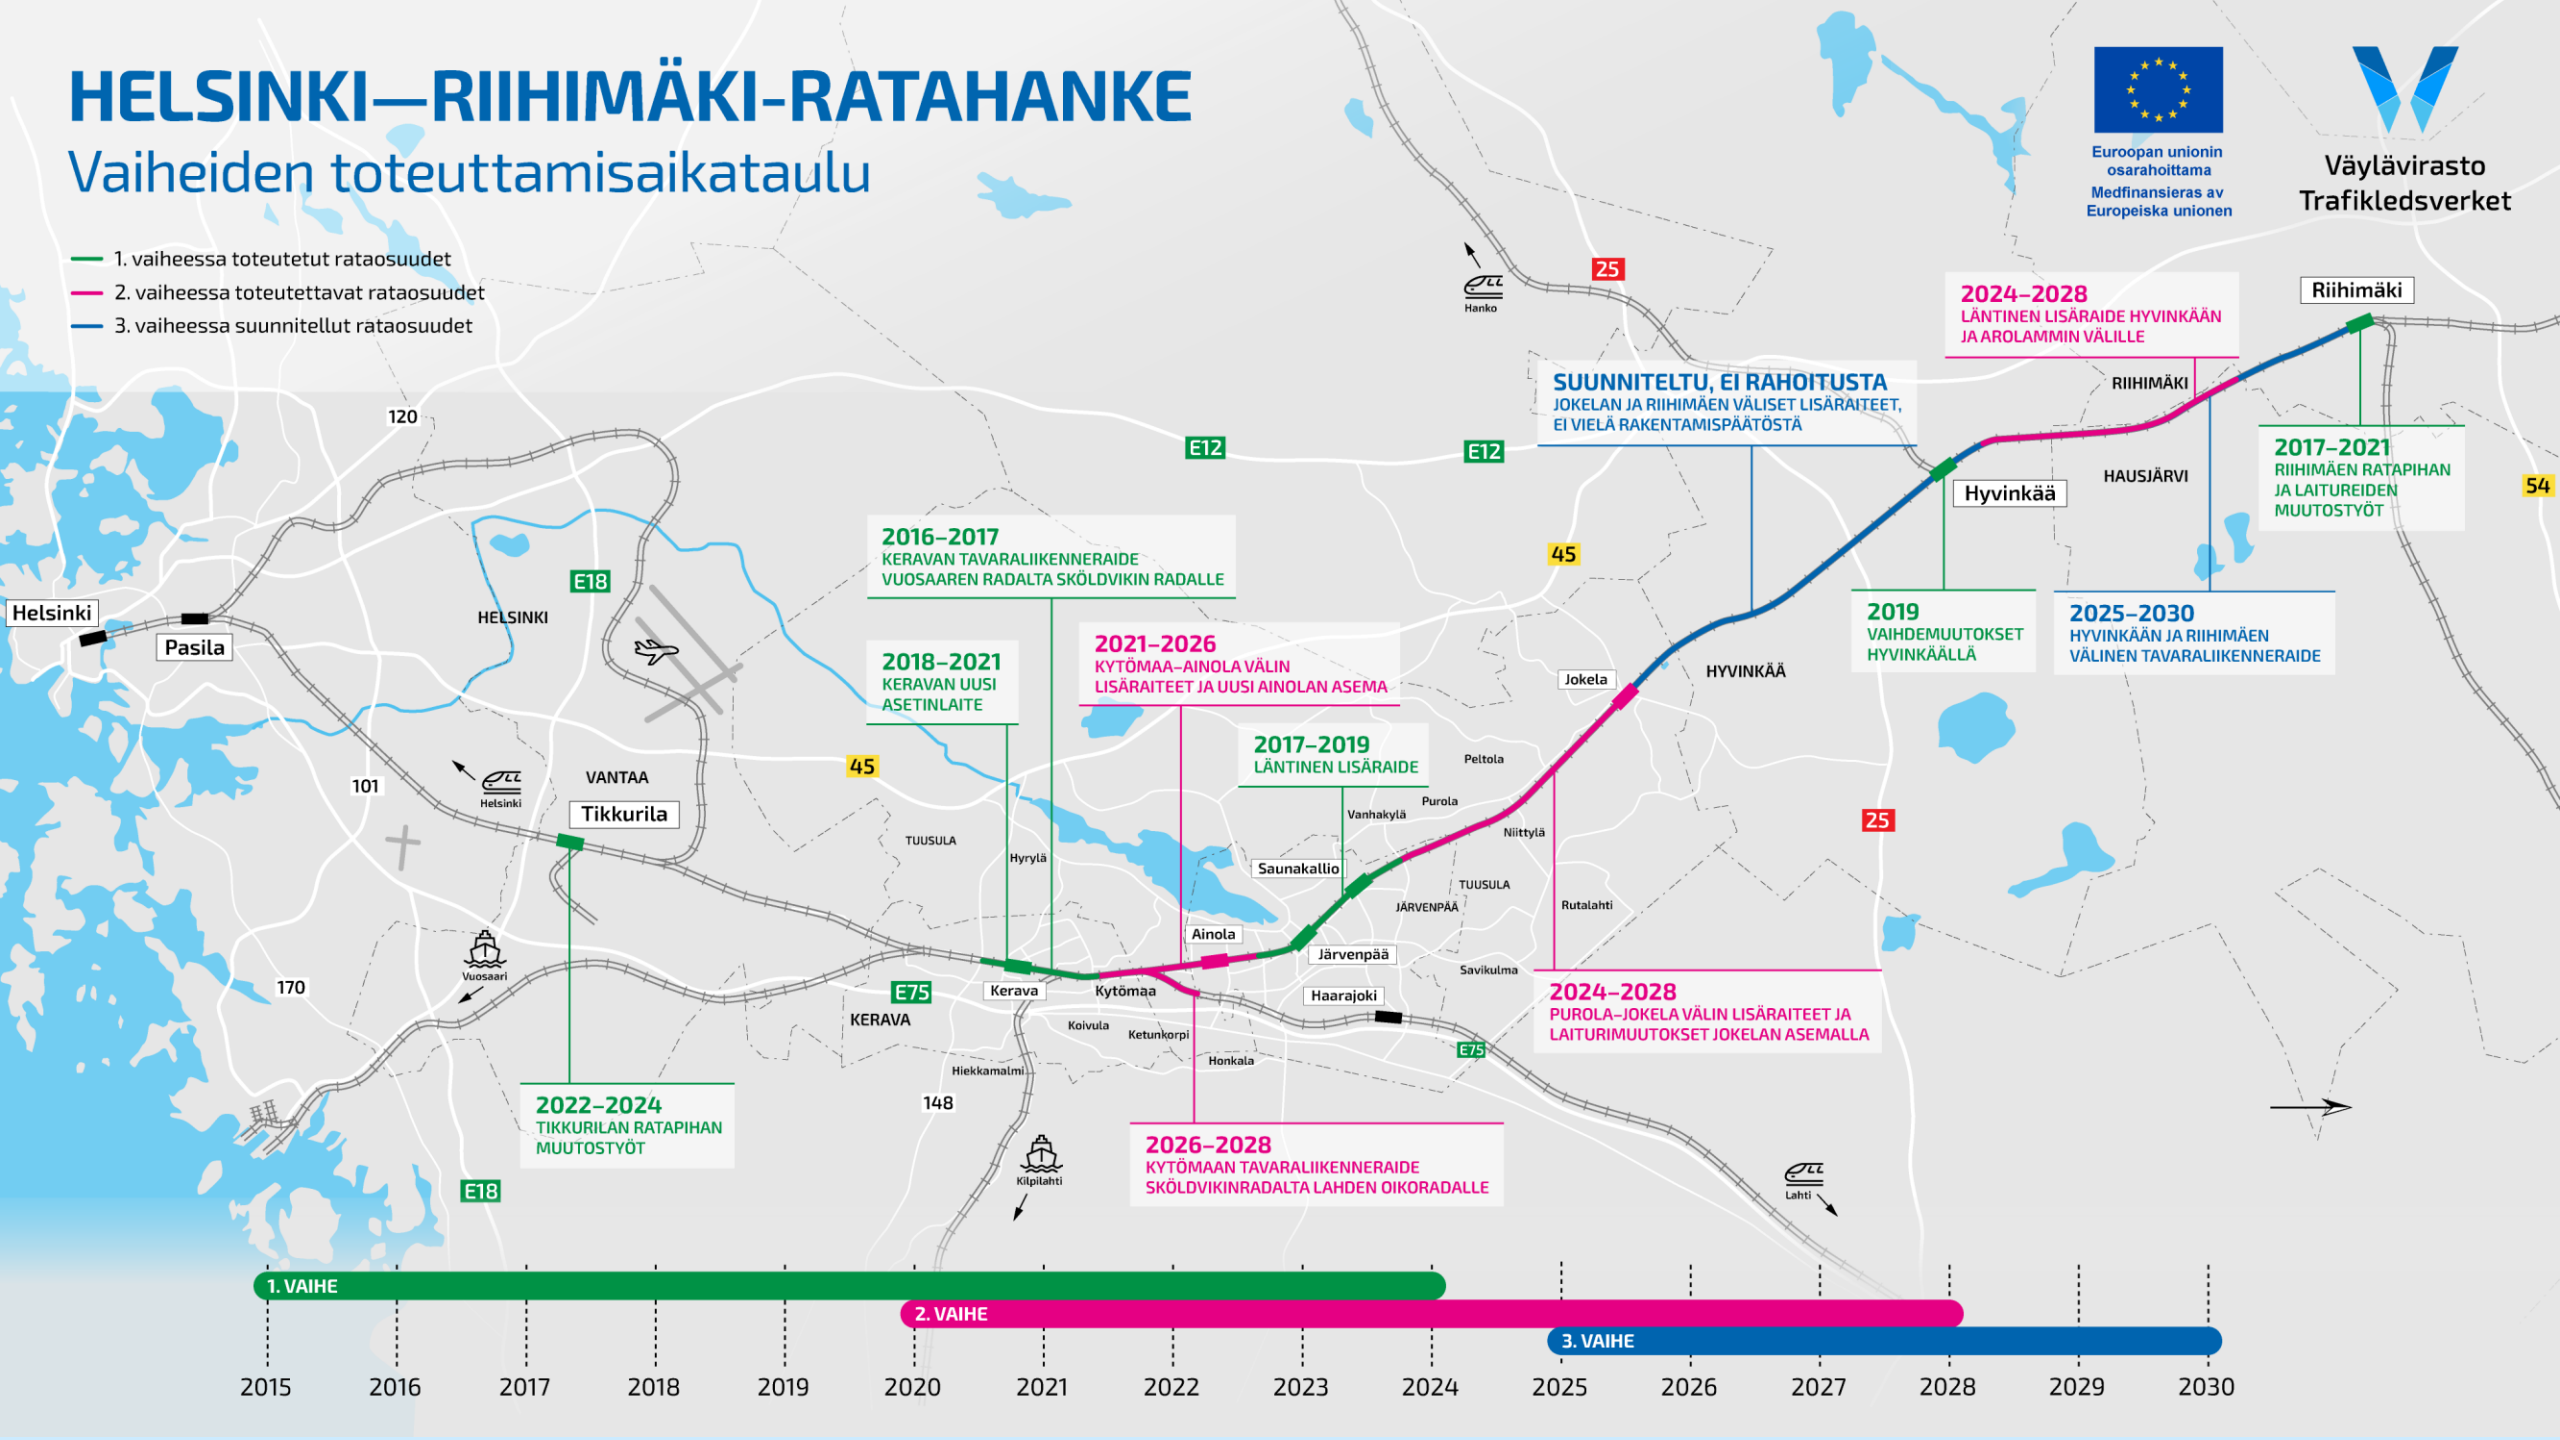 HELSINKI—RIIHIMÄKI-RATAHANKE
Vaiheiden toteuttamisaikataulu
1. vaiheessa toteutetut rataosuudet
2. vaiheessa toteutettavat rataosuudet
3. vaiheessa suunnitellut rataosuudet
Euroopan unionin
osarahoittama
Medfinansieras av
Europeiska unionen
Väylävirasto
Trafikledsverket
25
Hanko
2024–2028
LÄNTINEN LISÄRAIDE HYVINKÄÄN
JA AROLAMMIN VÄLILLE
Riihimäki
SUUNNITELTU, EI RAHOITUSTA
JOKELAN JA RIIHIMÄEN VÄLISET LISÄRAITEET,
EI VIELÄ RAKENTAMISPÄÄTÖSTÄ
RIIHIMÄKI
120
E12
E12
2017–2021
RIIHIMÄEN RATAPIHAN
JA LAITUREIDEN
MUUTOSTYÖT
HAUSJÄRVI
54
Hyvinkää
2016–2017
KERAVAN TAVARALIIKENNERAIDE
VUOSAAREN RADALTA SKÖLDVIKIN RADALLE
45
E18
Helsinki
HELSINKI
Pasila
2019
VAIHDEMUUTOKSET
HYVINKÄÄLLÄ
2025–2030
HYVINKÄÄN JA RIIHIMÄEN
VÄLINEN TAVARALIIKENNERAIDE
2021–2026
KYTÖMAA–AINOLA VÄLIN
LISÄRAITEET JA UUSI AINOLAN ASEMA
2018–2021
KERAVAN UUSI
ASETINLAITE
Jokela
HYVINKÄÄ
2017–2019
LÄNTINEN LISÄRAIDE
Peltola
45
101
Helsinki
VANTAA
Tikkurila
Purola
Vanhakylä
Niittylä
25
TUUSULA
Hyrylä
Saunakallio
TUUSULA
JÄRVENPÄÄ
Rutalahti
Ainola
Järvenpää
Savikulma
Vuosaari
170
E75
Kerava
Kytömaa
Haarajoki
KERAVA
Koivula
Ketunkorpi
Honkala
E75
2024–2028
PUROLA–JOKELA VÄLIN LISÄRAITEET JA
LAITURIMUUTOKSET JOKELAN ASEMALLA
Hiekkamalmi
148
2022–2024
TIKKURILAN RATAPIHAN
MUUTOSTYÖT
2026–2028
KYTÖMAAN TAVARALIIKENNERAIDE
SKÖLDVIKINRADALTA LAHDEN OIKORADALLE
Kilpilahti
E18
Lahti
1. VAIHE
2. VAIHE
3. VAIHE
2015 2016 2017 2018 2019 2020 2021 2022 2023 2024 2025 2026 2027 2028 2029 2030